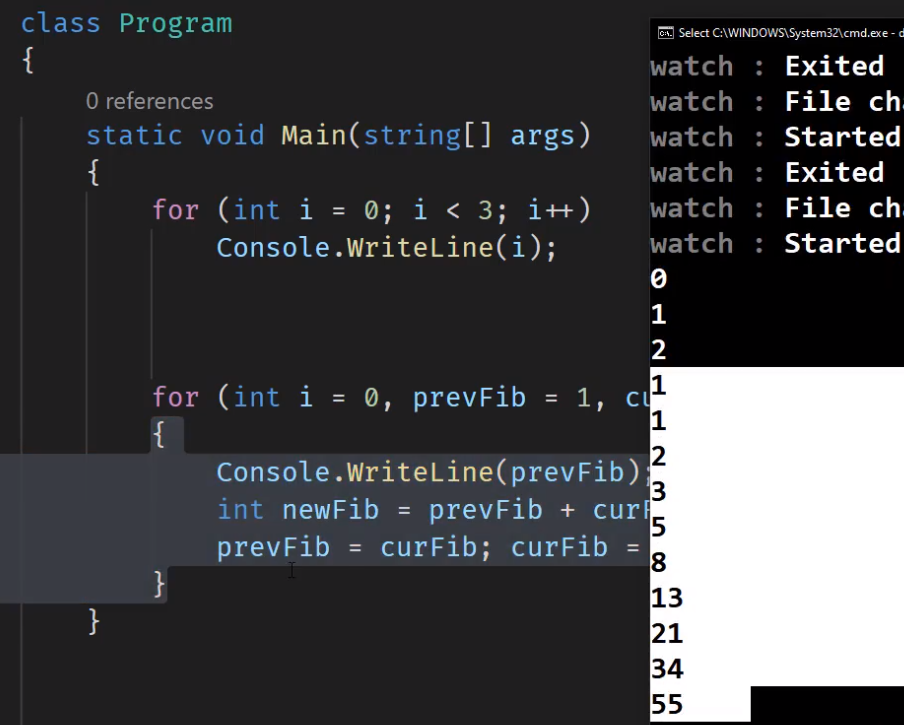 class Program
{
0 references
static void Main(string[] args)
{
for (int i = 0; i < 3; i++)
Console.WriteLine(i);
for (int i = 0, prevFib = 1, cu
{
Console.WriteLine(prevFib);
int newFib = prevFib + curF
prevFib = curFib; curFib =
}
}
Select C:\WINDOWS\System32\cmd.exe - d
watch : Exited
watch : File cha
watch : Started
watch : Exited
watch : File cha
watch : Started
0
1
2
1
1
2
3
5
8
13
21
34
55